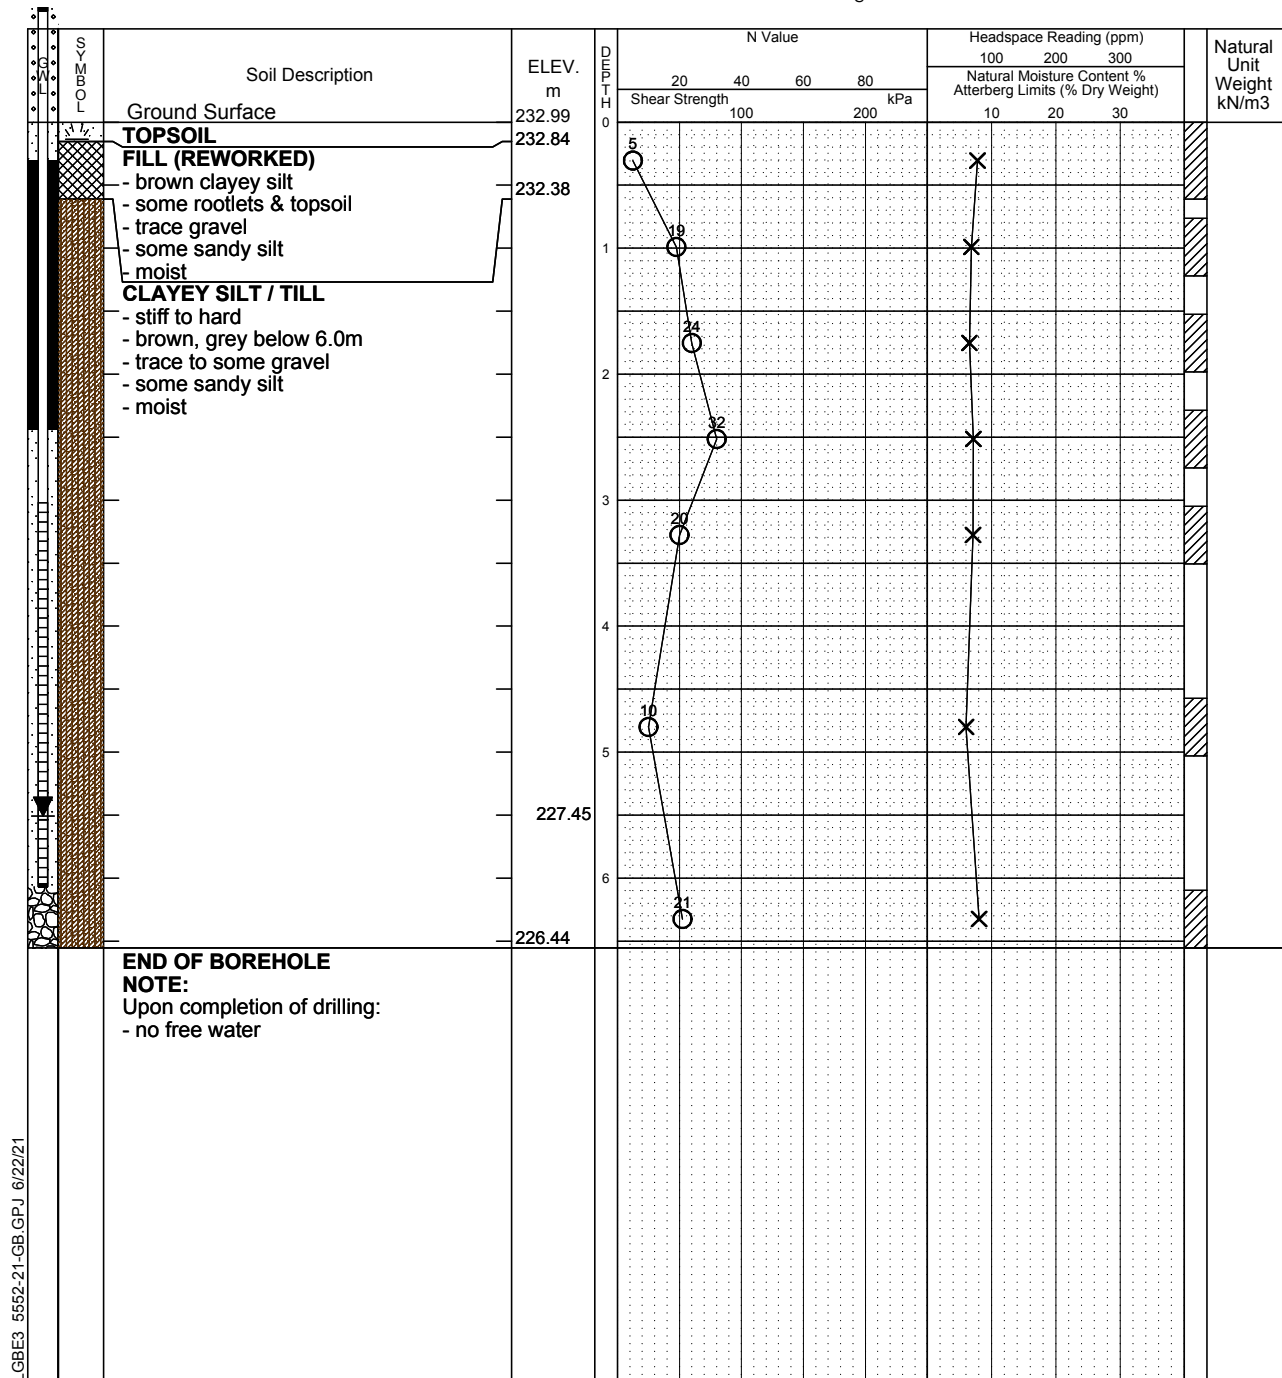 GWL
SYMBOL
Soil Description
ELEV.
m
DEPTH
N Value
20 40 60 80
Shear Strength kPa
100 200
Headspace Reading (ppm)
100 200 300
Natural Moisture Content %
Atterberg Limits (% Dry Weight)
10 20 30
Natural
Unit
Weight
kN/m3
Ground Surface
232.99
0
TOPSOIL
232.84
5
FILL (REWORKED)
- brown clayey silt
232.38
- some rootlets & topsoil
- trace gravel
19
- some sandy silt
1
- moist
CLAYEY SILT / TILL
- stiff to hard
24
- brown, grey below 6.0m
- trace to some gravel
2
- some sandy silt
- moist
32
3
20
4
10
5
227.45
6
21
226.44
END OF BOREHOLE
NOTE:
Upon completion of drilling:
- no free water
GBE3 5552-21-GB.GPJ 6/22/21